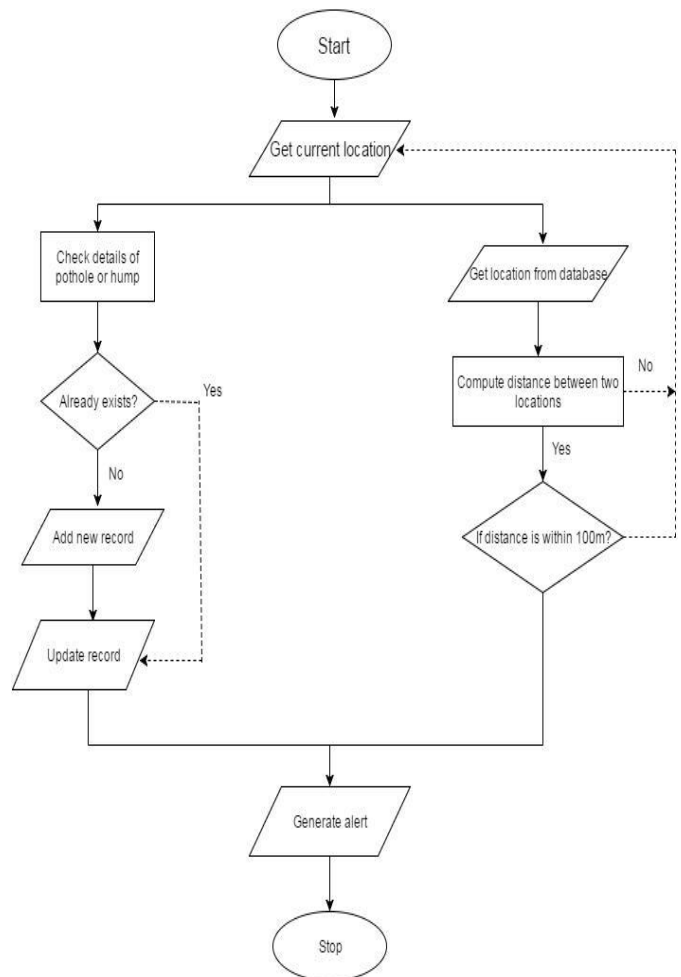 Start
Get current location
Check details of
pothole or hump
Get location from database
Already exists?
Yes
Compute distance between two
locations
No
No
Yes
Add new record
If distance is within 100m?
Update record
Generate alert
Stop